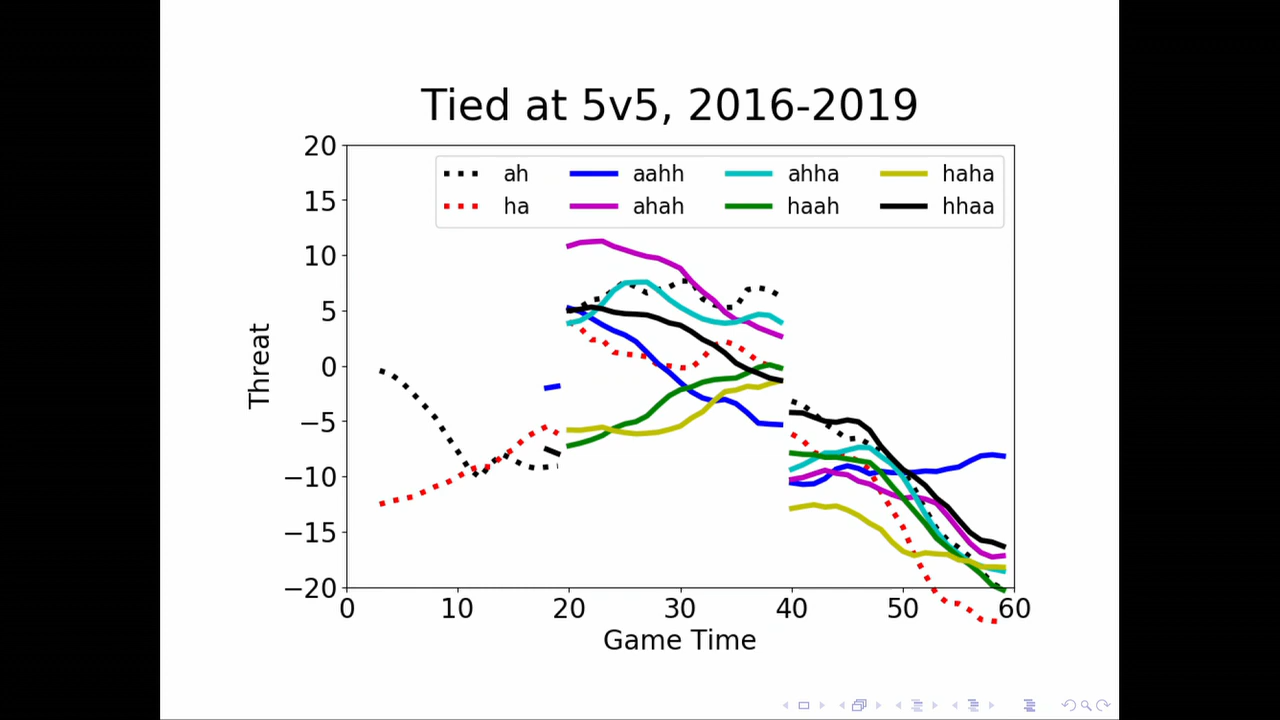 Tied at 5v5, 2016-2019
ah aahh ahha haha
ha ahah haah hhaa
20
15
10
5
0
−5
−10
−15
−20
Threat
0 10 20 30 40 50 60
Game Time